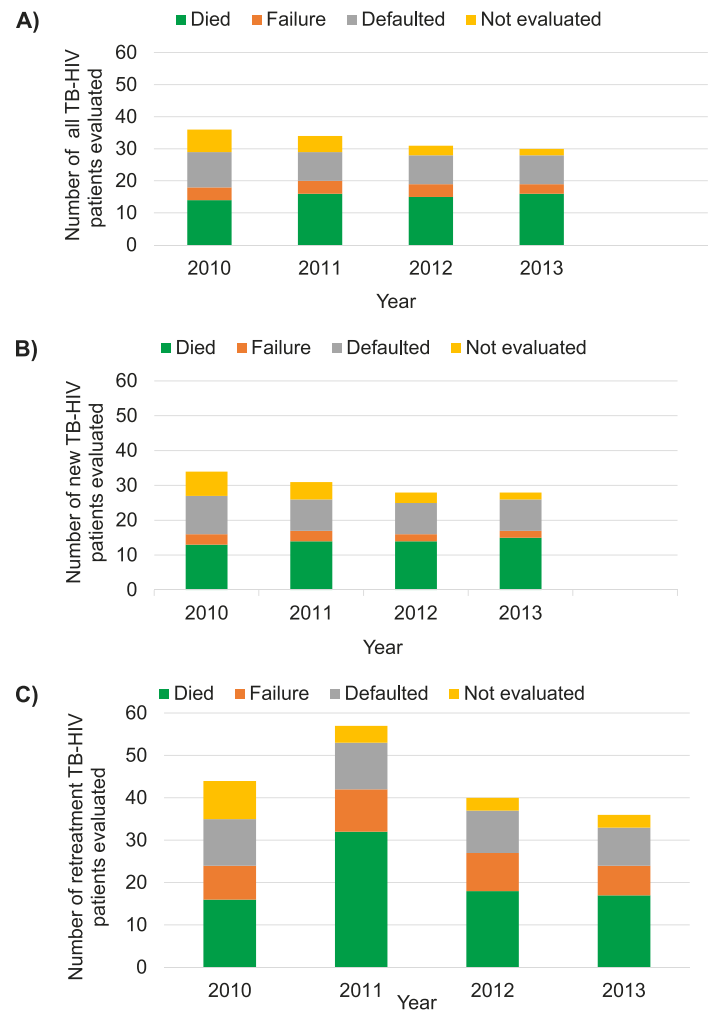 A)
Died Failure Defaulted Not evaluated
Number of all TB-HIV
patients evaluated
60
50
40
30
20
10
0
2010 2011 2012 2013
Year
B)
Died Failure Defaulted Not evaluated
Number of new TB-HIV
patients evaluated
60
50
40
30
20
10
0
2010 2011 2012 2013
Year
C)
Died Failure Defaulted Not evaluated
Number of retreatment TB-HIV
patients evaluated
60
50
40
30
20
10
0
2010 2011 2012 2013
Year